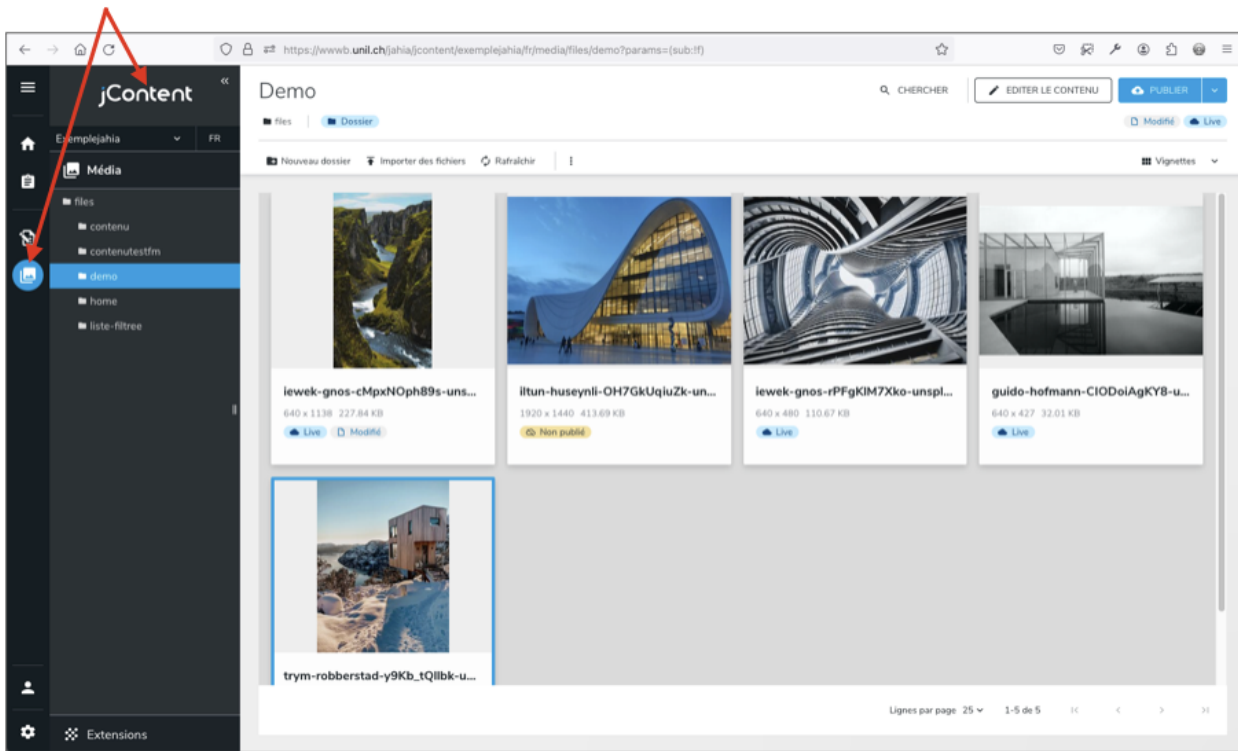 https://wwwb.unil.ch/jahia/jcontent/exemplejahia/fr/media/files/demo?params=(sub:!f)
jContent
«
Exemplejahia
FR
Média
files
contenu
contenutestfm
demo
home
liste-filtree
Extensions
Demo
CHERCHER
EDITER LE CONTENU
PUBLIER
files
Dossier
Modifié
Live
Nouveau dossier
Importer des fichiers
Rafraîchir
Vignettes
iewek-gnos-cMpxNOph89s-uns...
640 x 1138 227.84 KB
Live
Modifié
iltun-huseynli-OH7GkUqiuZk-un...
1920 x 1440 413.69 KB
Non publié
iewek-gnos-rPFgKIM7Xko-unspl...
640 x 480 110.67 KB
Live
guido-hofmann-CIODoiAgKY8-u...
640 x 427 32.01 KB
Live
trym-robberstad-y9Kb_tQIIbk-u...
Lignes par page 25
1-5 de 5